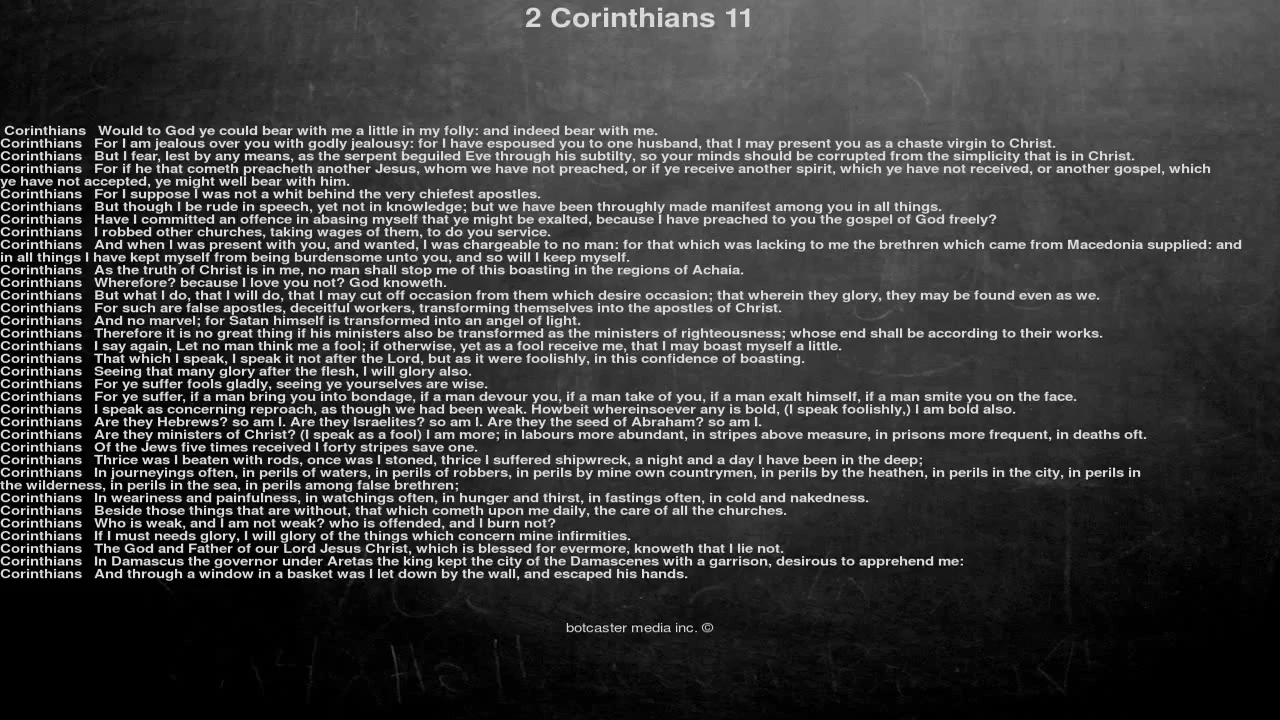 2 Corinthians 11
Corinthians Would to God ye could bear with me a little in my folly: and indeed bear with me.
Corinthians For I am jealous over you with godly jealousy: for I have espoused you to one husband, that I may present you as a chaste virgin to Christ.
Corinthians But I fear, lest by any means, as the serpent beguiled Eve through his subtilty, so your minds should be corrupted from the simplicity that is in Christ.
Corinthians For if he that cometh preacheth another Jesus, whom we have not preached, or if ye receive another spirit, which ye have not received, or another gospel, which
ye have not accepted, ye might well bear with him.
Corinthians For I suppose I was not a whit behind the very chiefest apostles.
Corinthians But though I be rude in speech, yet not in knowledge; but we have been throughly made manifest among you in all things.
Corinthians Have I committed an offence in abasing myself that ye might be exalted, because I have preached to you the gospel of God freely?
Corinthians I robbed other churches, taking wages of them, to do you service.
Corinthians And when I was present with you, and wanted, I was chargeable to no man: for that which was lacking to me the brethren which came from Macedonia supplied: and
in all things I have kept myself from being burdensome unto you, and so will I keep myself.
Corinthians As the truth of Christ is in me, no man shall stop me of this boasting in the regions of Achaia.
Corinthians Wherefore? because I love you not? God knoweth.
Corinthians But what I do, that I will do, that I may cut off occasion from them which desire occasion; that wherein they glory, they may be found even as we.
Corinthians For such are false apostles, deceitful workers, transforming themselves into the apostles of Christ.
Corinthians And no marvel; for Satan himself is transformed into an angel of light.
Corinthians Therefore it is no great thing if his ministers also be transformed as the ministers of righteousness; whose end shall be according to their works.
Corinthians I say again, Let no man think me a fool; if otherwise, yet as a fool receive me, that I may boast myself a little.
Corinthians That which I speak, I speak it not after the Lord, but as it were foolishly, in this confidence of boasting.
Corinthians Seeing that many glory after the flesh, I will glory also.
Corinthians For ye suffer fools gladly, seeing ye yourselves are wise.
Corinthians For ye suffer, if a man bring you into bondage, if a man devour you, if a man take of you, if a man exalt himself, if a man smite you on the face.
Corinthians I speak as concerning reproach, as though we had been weak. Howbeit whereinsoever any is bold, (I speak foolishly,) I am bold also.
Corinthians Are they Hebrews? so am I. Are they Israelites? so am I. Are they the seed of Abraham? so am I.
Corinthians Are they ministers of Christ? (I speak as a fool) I am more; in labours more abundant, in stripes above measure, in prisons more frequent, in deaths oft.
Corinthians Of the Jews five times received I forty stripes save one.
Corinthians Thrice was I beaten with rods, once was I stoned, thrice I suffered shipwreck, a night and a day I have been in the deep;
Corinthians In journeyings often, in perils of waters, in perils of robbers, in perils by mine own countrymen, in perils by the heathen, in perils in the city, in perils in
the wilderness, in perils in the sea, in perils among false brethren;
Corinthians In weariness and painfulness, in watchings often, in hunger and thirst, in fastings often, in cold and nakedness.
Corinthians Beside those things that are without, that which cometh upon me daily, the care of all the churches.
Corinthians Who is weak, and I am not weak? who is offended, and I burn not?
Corinthians If I must needs glory, I will glory of the things which concern mine infirmities.
Corinthians The God and Father of our Lord Jesus Christ, which is blessed for evermore, knoweth that I lie not.
Corinthians In Damascus the governor under Aretas the king kept the city of the Damascenes with a garrison, desirous to apprehend me:
Corinthians And through a window in a basket was I let down by the wall, and escaped his hands.
botcaster media inc. ©